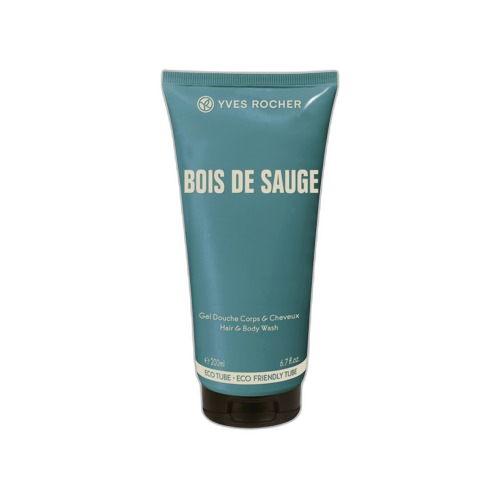 YVES ROCHER
BOIS DE SAUGE
Gel Douche Corps & Cheveux
Hair & Body Wash
℮ 200ml 6.7 fl.oz.
ECO TUBE • ECO FRIENDLY TUBE